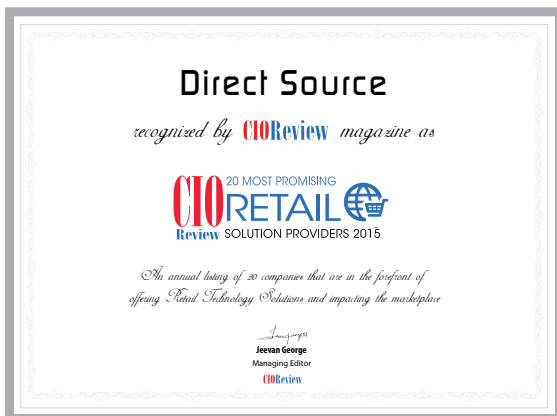 Direct Source
recognized by CIOReview magazine as
CIO 20 MOST PROMISING
RETAIL
Review SOLUTION PROVIDERS 2015
An annual listing of 20 companies that are in the forefront of
offering Retail Technology Solutions and impacting the marketplace
Jeevan George
Managing Editor
CIOReview